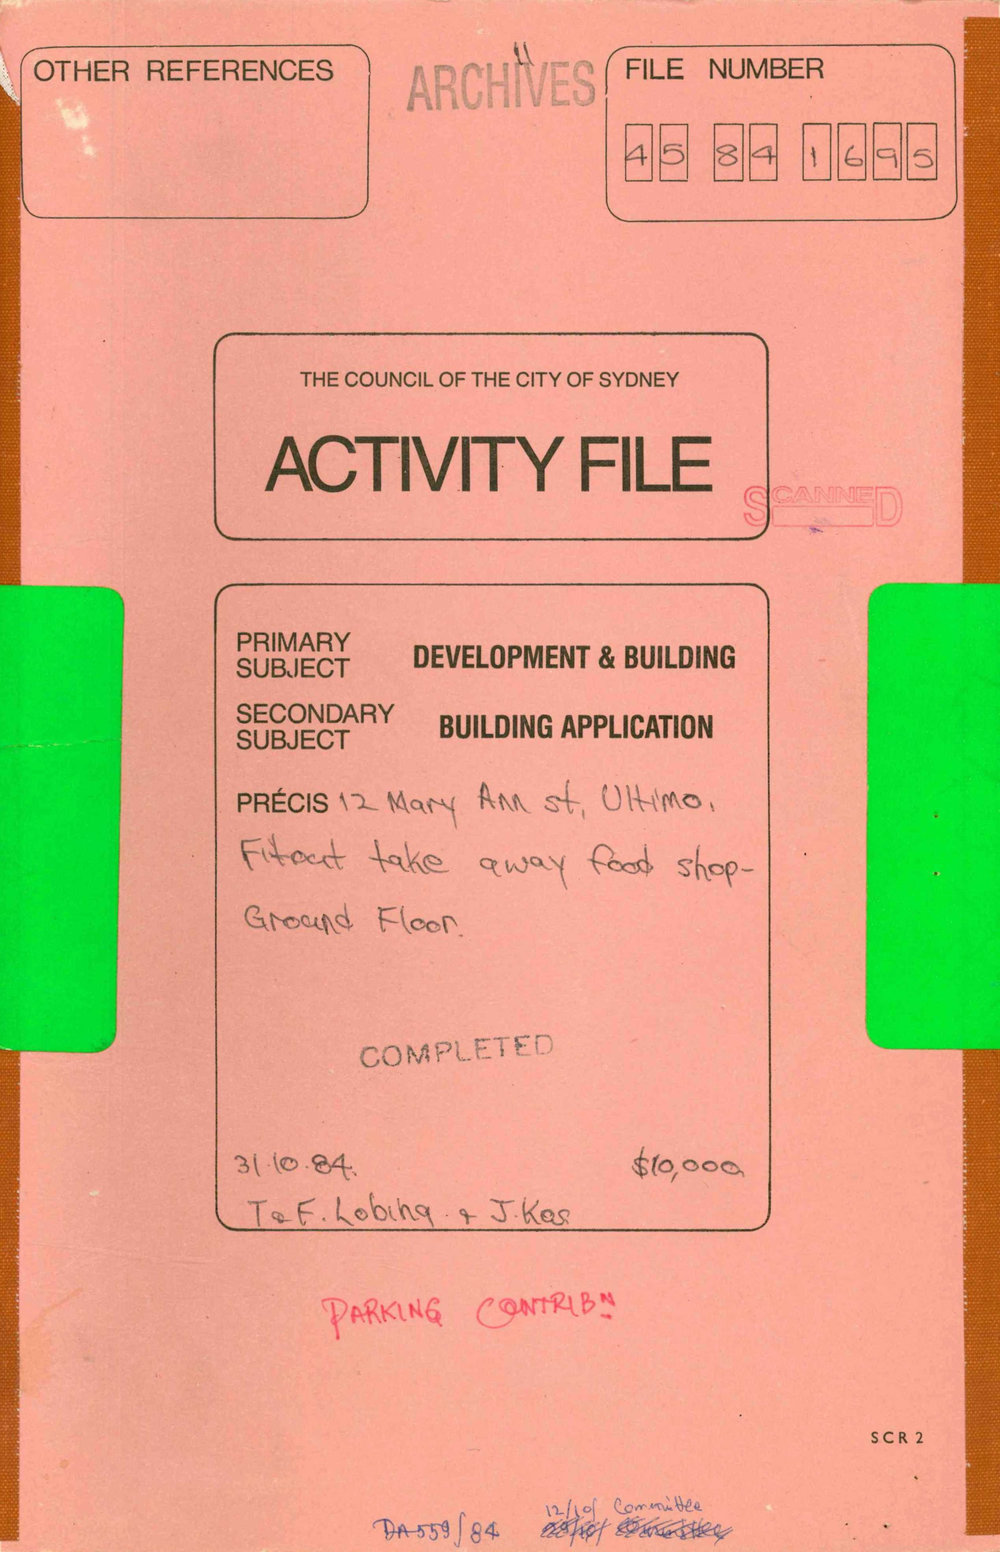 OTHER REFERENCES
ARCHIVES
FILE NUMBER
45 84 1695
THE COUNCIL OF THE CITY OF SYDNEY
ACTIVITY FILE
SCANNED
PRIMARY
SUBJECT
DEVELOPMENT & BUILDING
SECONDARY
SUBJECT
BUILDING APPLICATION
PRÉCIS 12 Mary Ann st, Ultimo.
Fitout take away food shop-
Ground Floor.
COMPLETED
31.10.84.
$10,000
T&F. Lobina & J. Kos
PARKING CONTRIBN
SCR 2
12/10/ Committee
DA 559/84